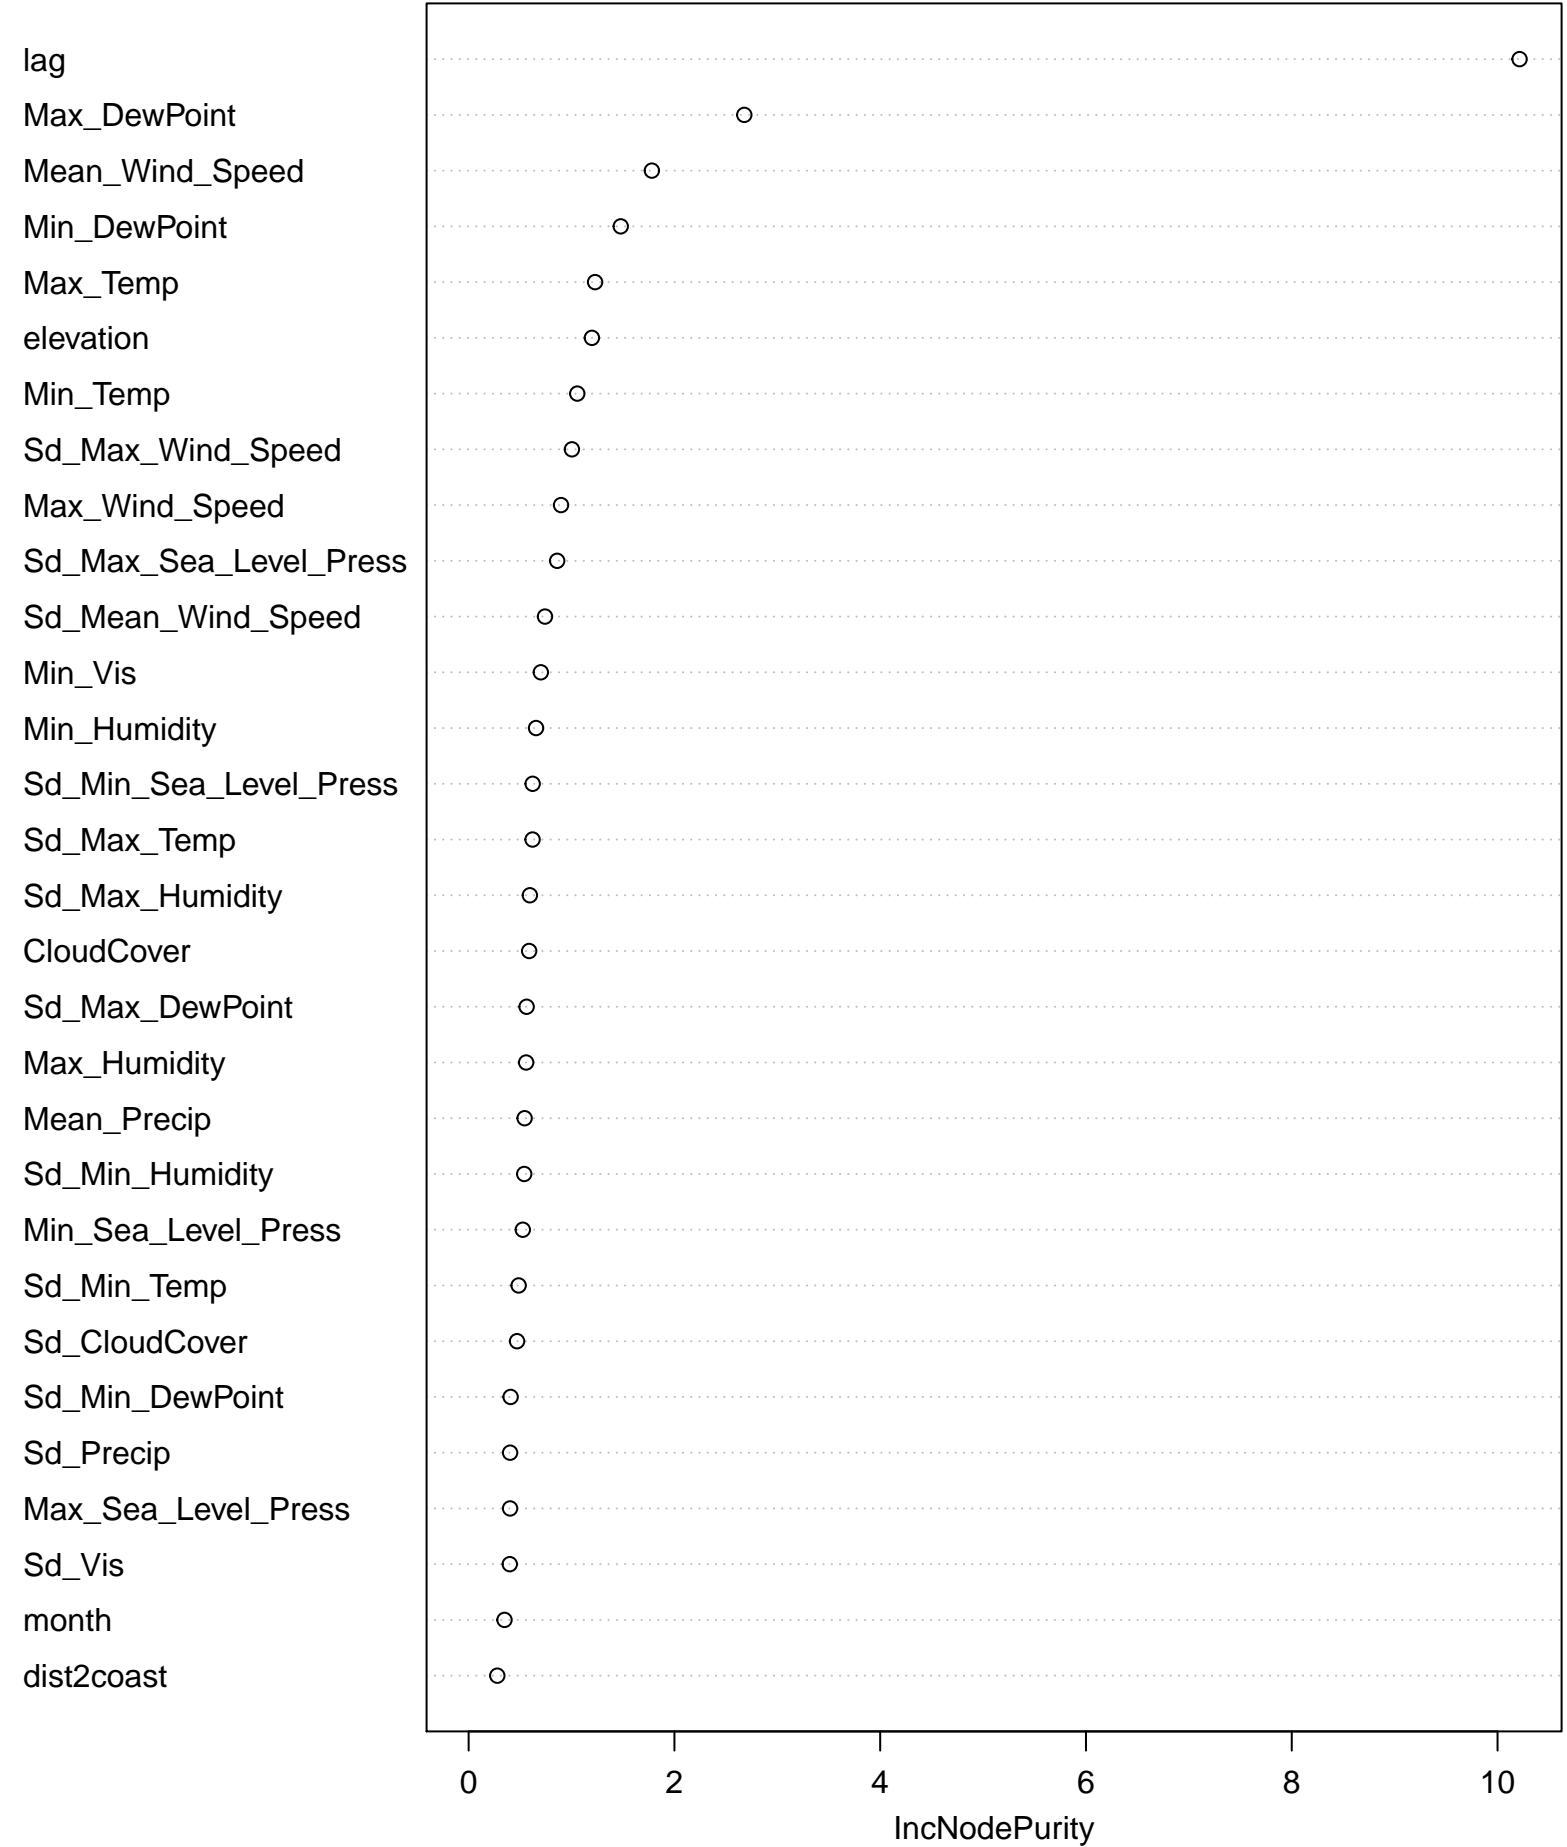 lag
Max_DewPoint
Mean_Wind_Speed
Min_DewPoint
Max_Temp
elevation
Min_Temp
Sd_Max_Wind_Speed
Max_Wind_Speed
Sd_Max_Sea_Level_Press
Sd_Mean_Wind_Speed
Min_Vis
Min_Humidity
Sd_Min_Sea_Level_Press
Sd_Max_Temp
Sd_Max_Humidity
CloudCover
Sd_Max_DewPoint
Max_Humidity
Mean_Precip
Sd_Min_Humidity
Min_Sea_Level_Press
Sd_Min_Temp
Sd_CloudCover
Sd_Min_DewPoint
Sd_Precip
Max_Sea_Level_Press
Sd_Vis
month
dist2coast
0 2 4 6 8 10
IncNodePurity